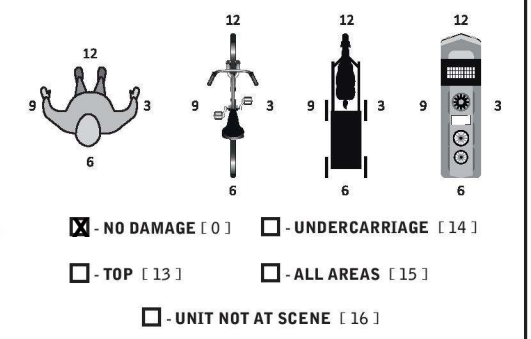 12 12 12
12
9 3 9 3 9 3 9 3
6
6 6 6
- NO DAMAGE [ 0 ] - UNDERCARRIAGE [ 14 ]
- TOP [ 13 ] - ALL AREAS [ 15 ]
- UNIT NOT AT SCENE [ 16 ]